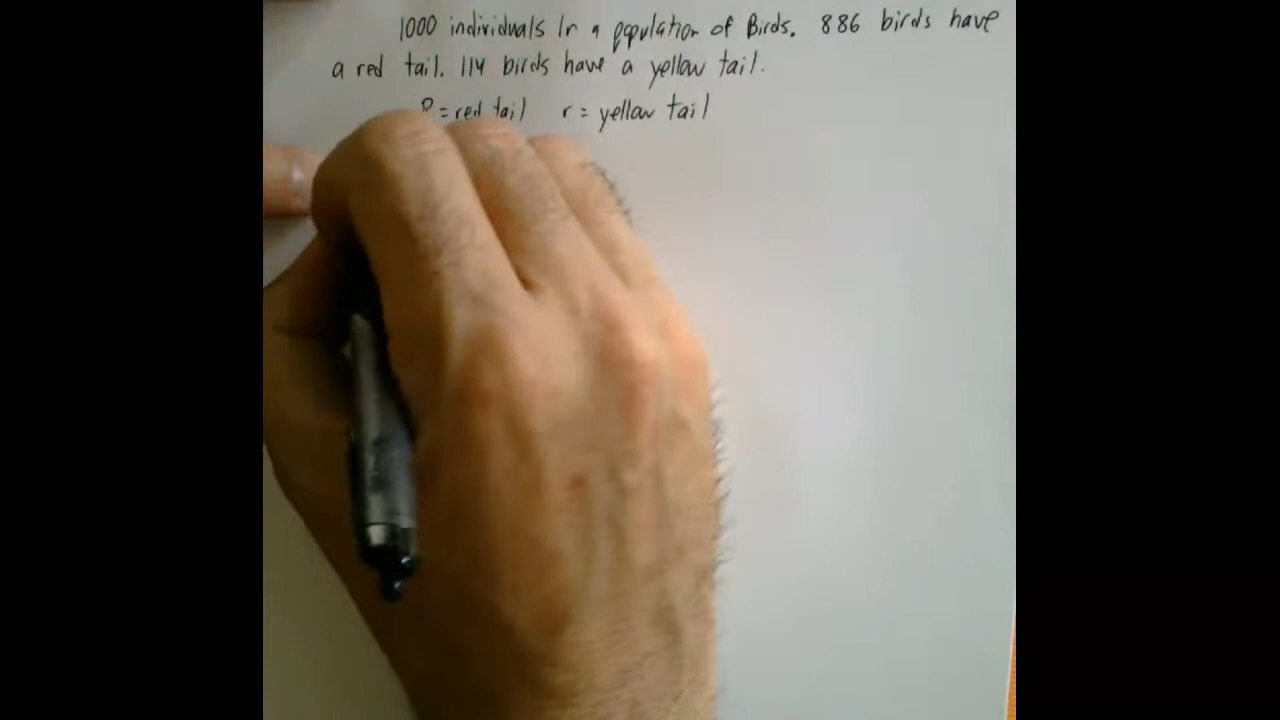 1000 individuals in a population of Birds. 886 birds have
a red tail. 114 birds have a yellow tail.
R = red tail r = yellow tail